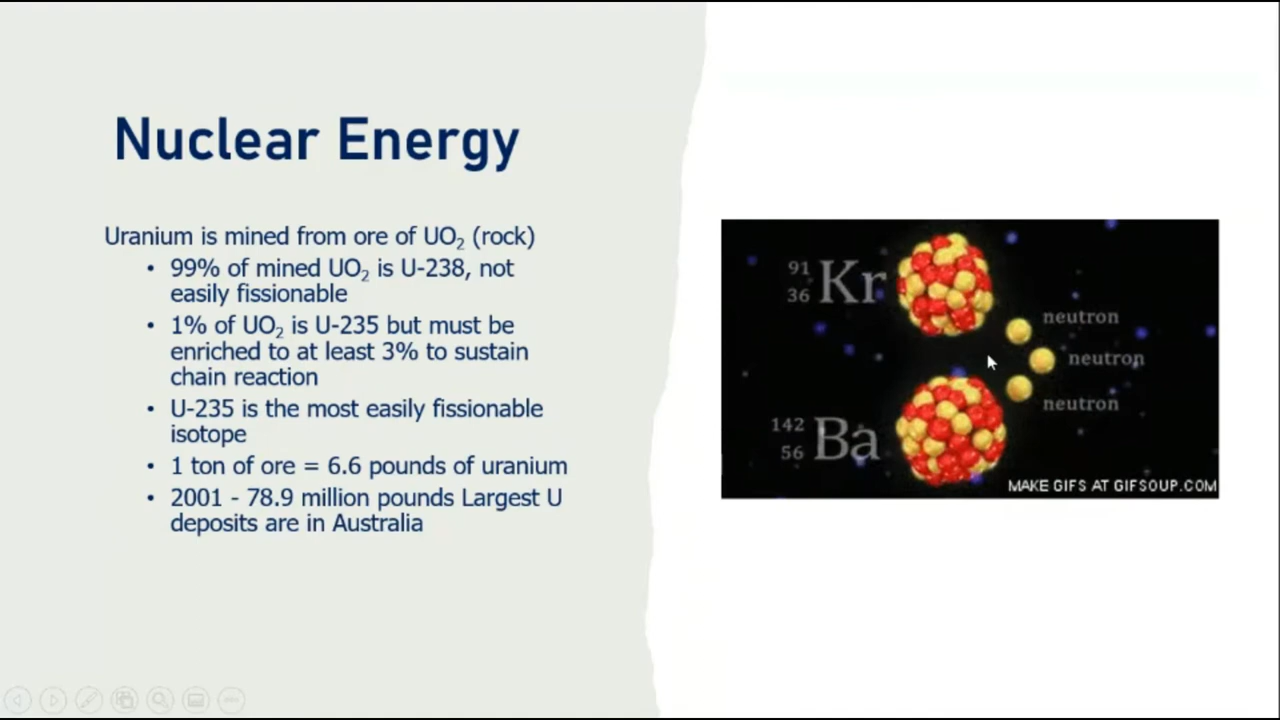 Nuclear Energy
Uranium is mined from ore of UO₂ (rock)
• 99% of mined UO₂ is U-238, not
easily fissionable
• 1% of UO₂ is U-235 but must be
enriched to at least 3% to sustain
chain reaction
• U-235 is the most easily fissionable
isotope
• 1 ton of ore = 6.6 pounds of uranium
• 2001 - 78.9 million pounds Largest U
deposits are in Australia
91
36 Kr
neutron
neutron
neutron
142
56 Ba
MAKE GIFS AT GIFSOUP.COM